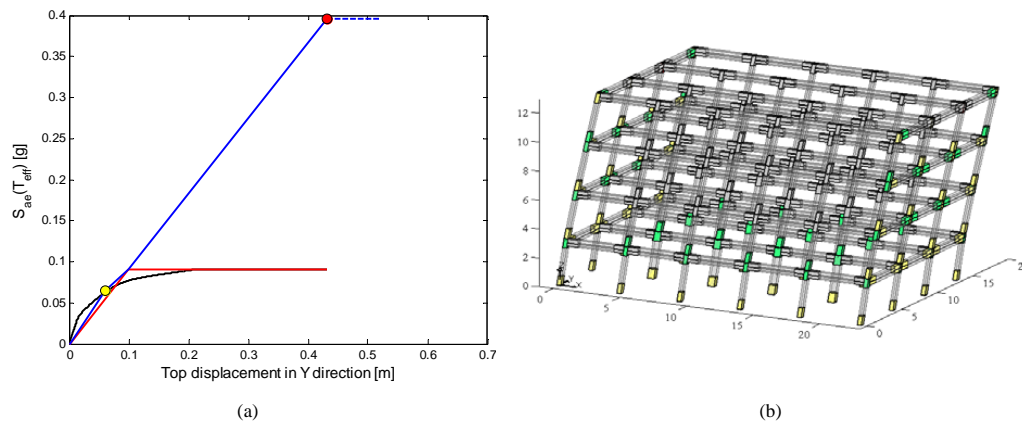 0.4
0.35
0.3
0.25
0.2
0.15
0.1
0.05
0
S_ae(T_eff) [g]
0 0.1 0.2 0.3 0.4 0.5 0.6 0.7
Top displacement in Y direction [m]
(a)
12
10
8
6
4
2
0
Y
X
0 5 10 15 20
0 5 10 15 2
(b)